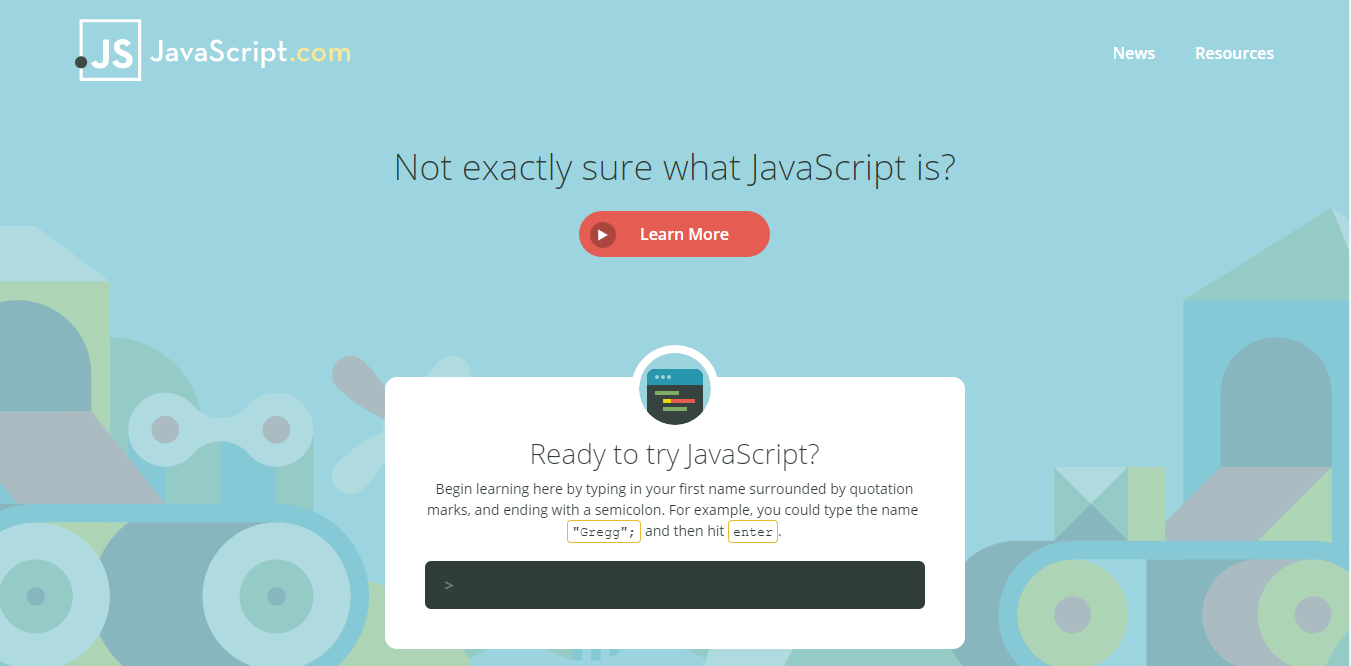 JS JavaScript.com
News Resources
Not exactly sure what JavaScript is?
Learn More
Ready to try JavaScript?
Begin learning here by typing in your first name surrounded by quotation
marks, and ending with a semicolon. For example, you could type the name
"Gregg"; and then hit enter.
>